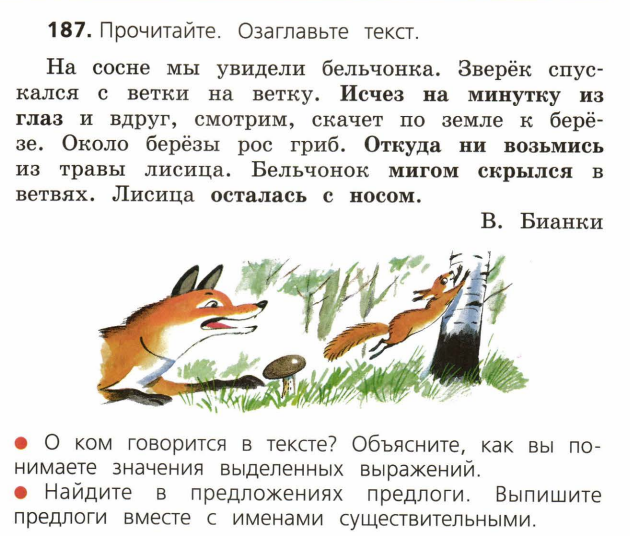 187. Прочитайте. Озаглавьте текст.
На сосне мы увидели бельчонка. Зверёк спус-
кался с ветки на ветку. Исчез на минутку из
глаз и вдруг, смотрим, скачет по земле к берё-
зе. Около берёзы рос гриб. Откуда ни возьмись
из травы лисица. Бельчонок мигом скрылся в
ветвях. Лисица осталась с носом.
В. Бианки
● О ком говорится в тексте? Объясните, как вы по-
нимаете значения выделенных выражений.
● Найдите в предложениях предлоги. Выпишите
предлоги вместе с именами существительными.